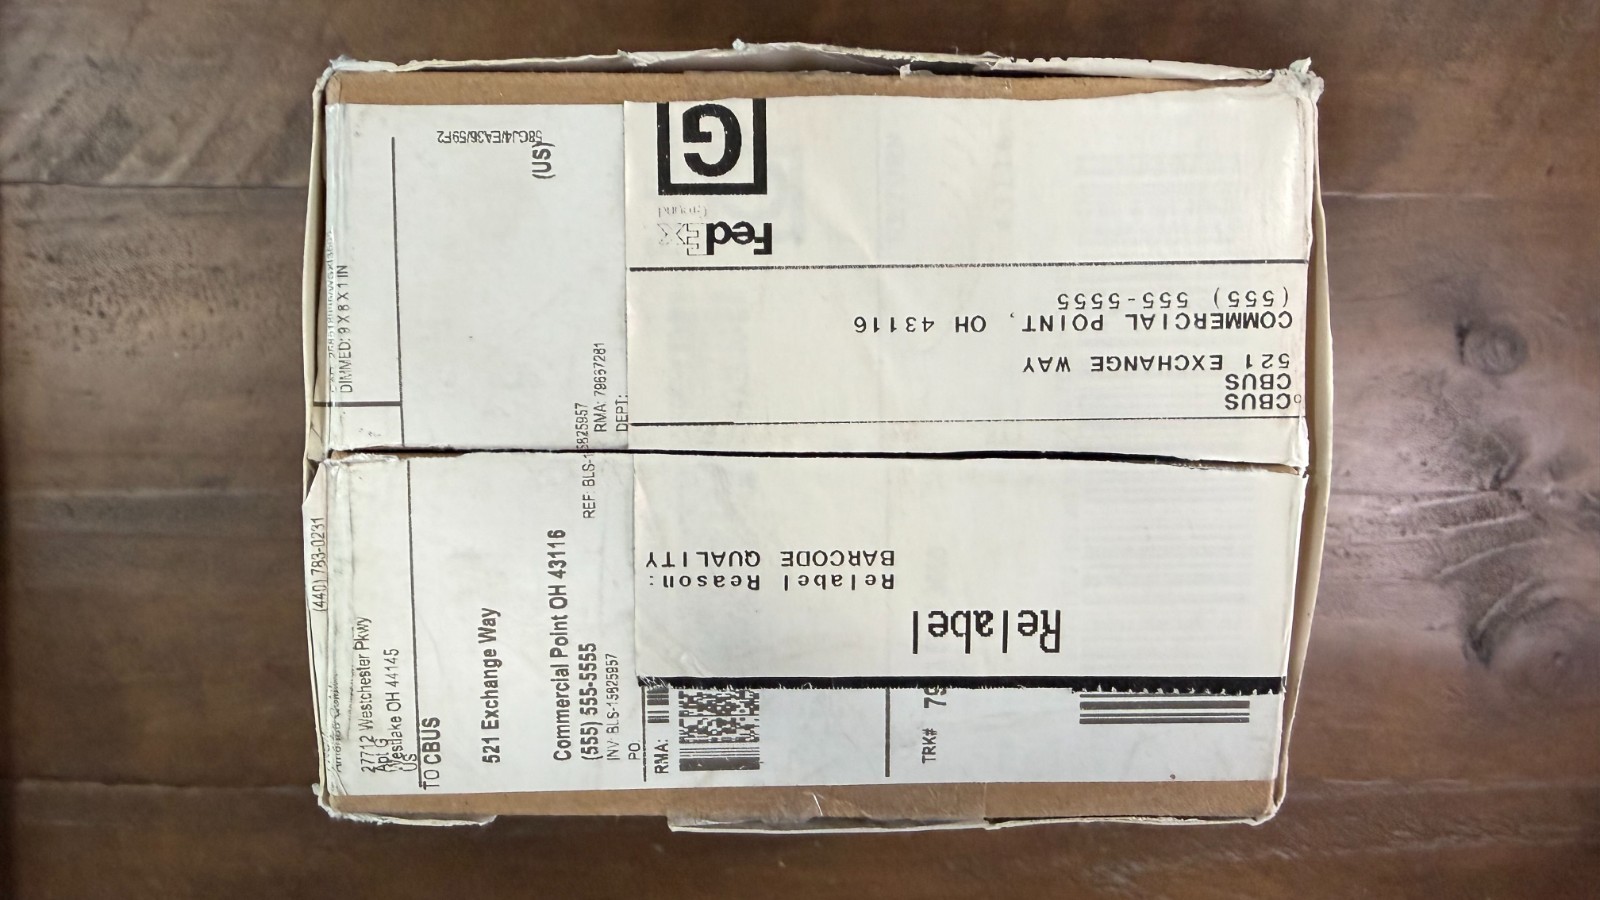 58GJ4/EA36/59F2
(US)
DIMMED: 9 X 8 X 1 IN
(440) 783-0231
27712 Westchester Pkwy
Apt G
Westlake OH 44145
US
TO CBUS
521 Exchange Way
Commercial Point OH 43116
(555) 555-5555
INV: BLS-15825957
PO:
RMA:
REF: BLS-15825957
RMA: 79637281
DEPT:
TRK#
CBUS
CBUS
521 EXCHANGE WAY
COMMERCIAL POINT, OH 43116
(555) 555-5555
FedEx
Ground
G
Relabel
Relabel Reason:
BARCODE QUALITY